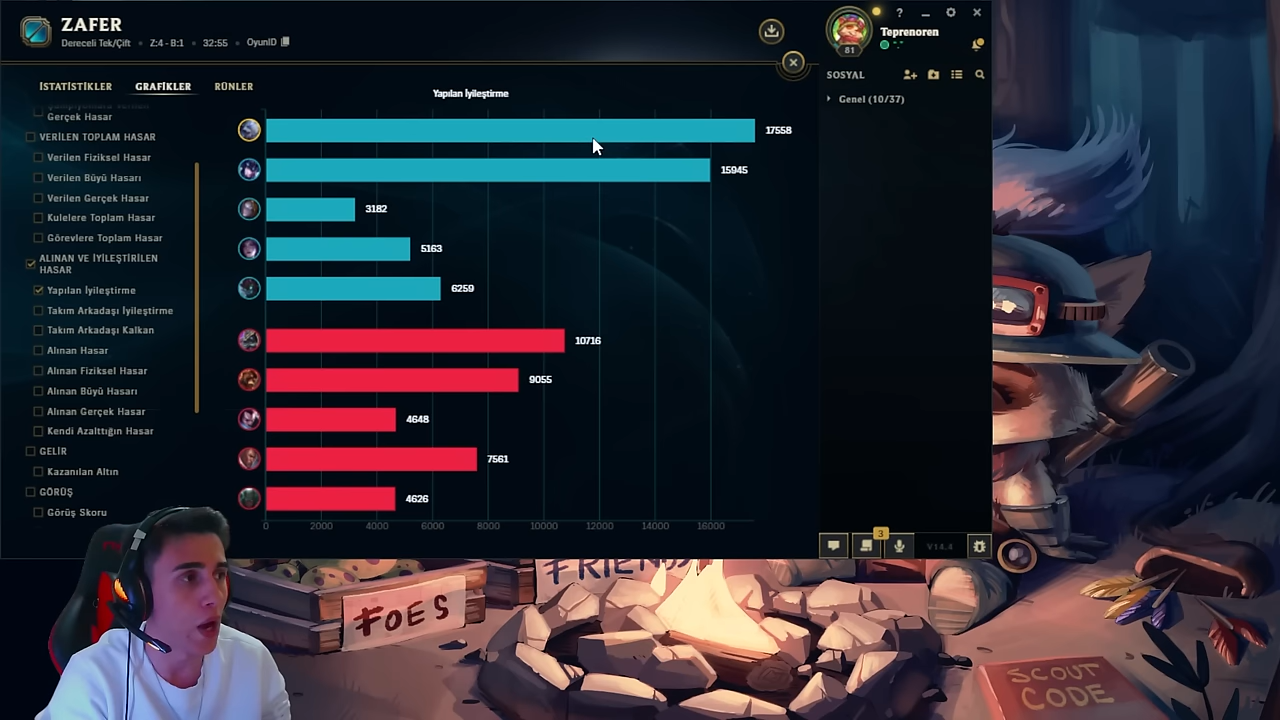 ZAFER
Dereceli Tek/Çift • Z:4 - B:1 • 32:55 • OyunID
81
Teprenoren
SOSYAL
Genel (10/37)
İSTATİSTİKLER GRAFİKLER RÜNLER
Yapılan İyileştirme
Gerçek Hasar
VERİLEN TOPLAM HASAR
Verilen Fiziksel Hasar
Verilen Büyü Hasarı
Verilen Gerçek Hasar
Kulelere Toplam Hasar
Görevlere Toplam Hasar
ALINAN VE İYİLEŞTİRİLEN
HASAR
Yapılan İyileştirme
Takım Arkadaşı İyileştirme
Takım Arkadaşı Kalkan
Alınan Hasar
Alınan Fiziksel Hasar
Alınan Büyü Hasarı
Alınan Gerçek Hasar
Kendi Azalttığın Hasar
GELİR
Kazanılan Altın
GÖRÜŞ
Görüş Skoru
17558
15945
3182
5163
6259
10716
9055
4648
7561
4626
0 2000 4000 6000 8000 10000 12000 14000 16000
3
V14.4
FRIENDS
FOES
SCOUT
CODE